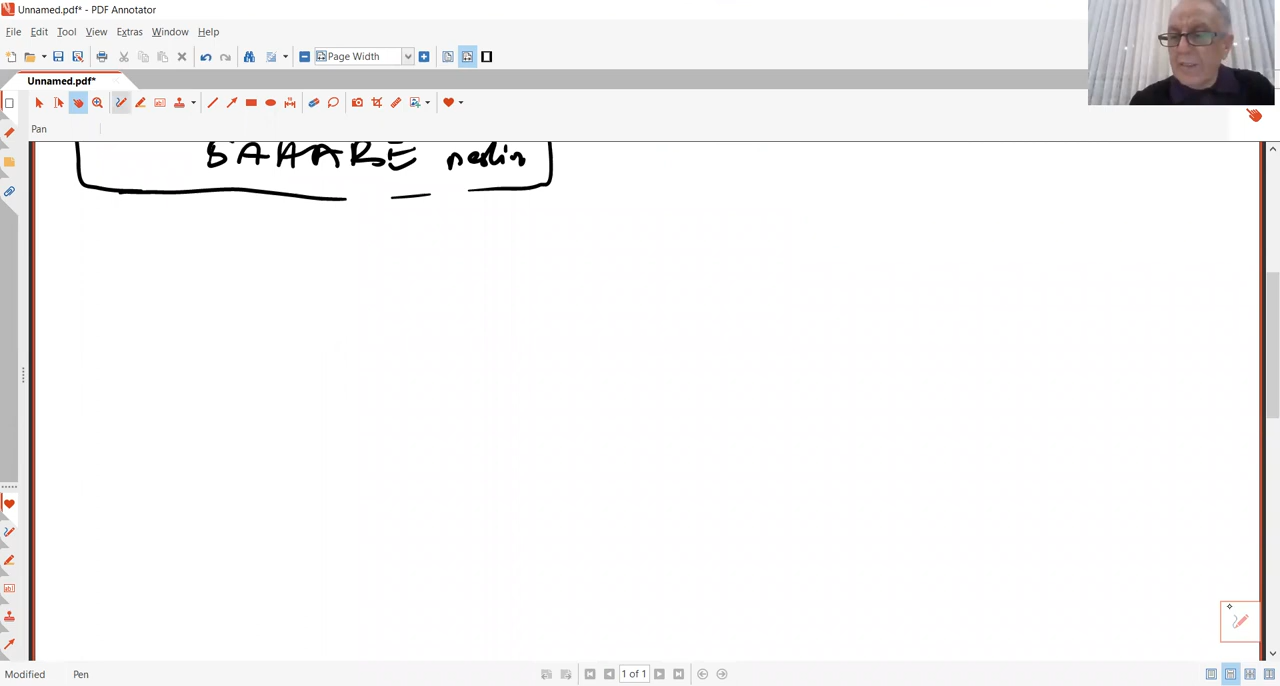 Unnamed.pdf* - PDF Annotator
File Edit Tool View Extras Window Help
Page Width
Unnamed.pdf*
Pan
1 of 1
Modified Pen